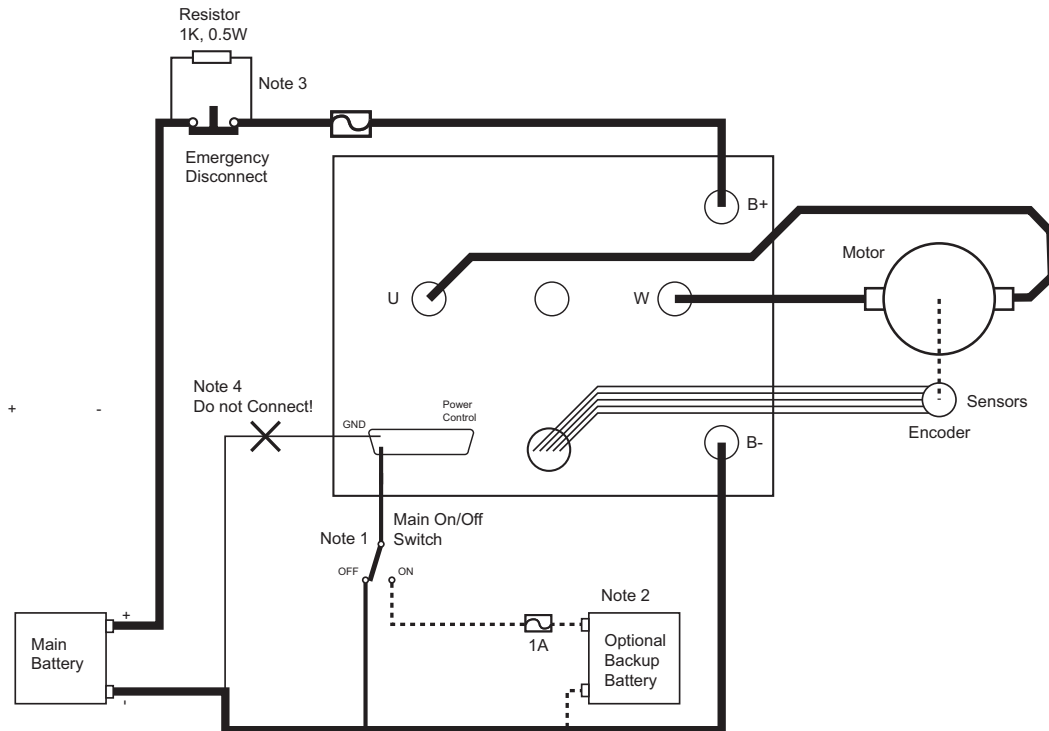 Resistor
1K, 0.5W
Note 3
Emergency
Disconnect
B+
Motor
U
W
Note 4
Do not Connect!
+
-
GND
Power
Control
Sensors
Encoder
B-
Note 1
Main On/Off
Switch
OFF
ON
Note 2
1A
Optional
Backup
Battery
+
Main
Battery
-